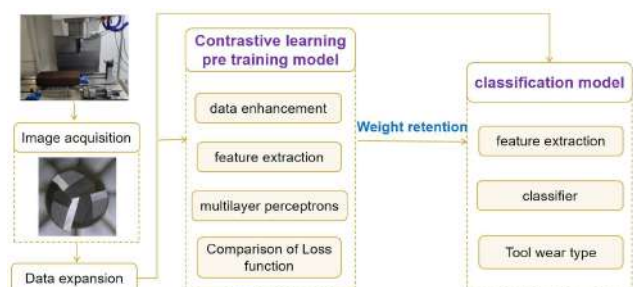 Image acquisition
Data expansion
Contrastive learning
pre training model
data enhancement
feature extraction
multilayer perceptrons
Comparison of Loss
function
Weight retention
classification model
feature extraction
classifier
Tool wear type